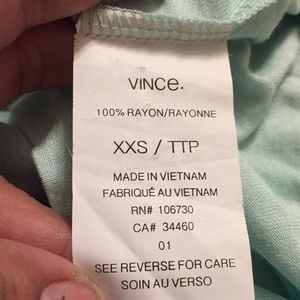 VINCE.
100% RAYON/RAYONNE
XXS / TTP
MADE IN VIETNAM
FABRIQUÉ AU VIETNAM
RN# 106730
CA# 34460
01
SEE REVERSE FOR CARE
SOIN AU VERSO